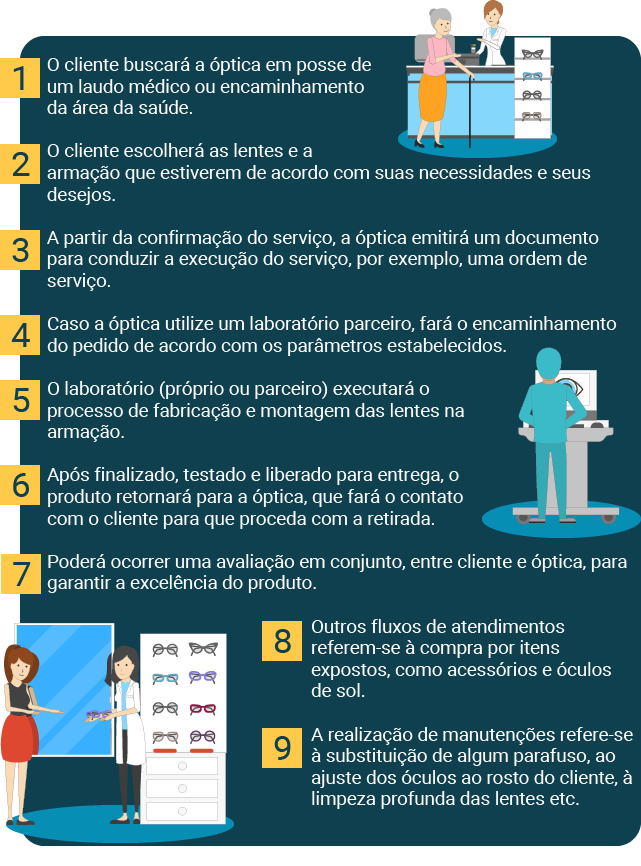 1
O cliente buscará a óptica em posse de
um laudo médico ou encaminhamento
da área da saúde.
2
O cliente escolherá as lentes e a
armação que estiverem de acordo com suas necessidades e seus
desejos.
3
A partir da confirmação do serviço, a óptica emitirá um documento
para conduzir a execução do serviço, por exemplo, uma ordem de
serviço.
4
Caso a óptica utilize um laboratório parceiro, fará o encaminhamento
do pedido de acordo com os parâmetros estabelecidos.
5
O laboratório (próprio ou parceiro) executará o
processo de fabricação e montagem das lentes na
armação.
6
Após finalizado, testado e liberado para entrega, o
produto retornará para a óptica, que fará o contato
com o cliente para que proceda com a retirada.
7
Poderá ocorrer uma avaliação em conjunto, entre cliente e óptica, para
garantir a excelência do produto.
8
Outros fluxos de atendimentos
referem-se à compra por itens
expostos, como acessórios e óculos
de sol.
9
A realização de manutenções refere-se
à substituição de algum parafuso, ao
ajuste dos óculos ao rosto do cliente, à
limpeza profunda das lentes etc.